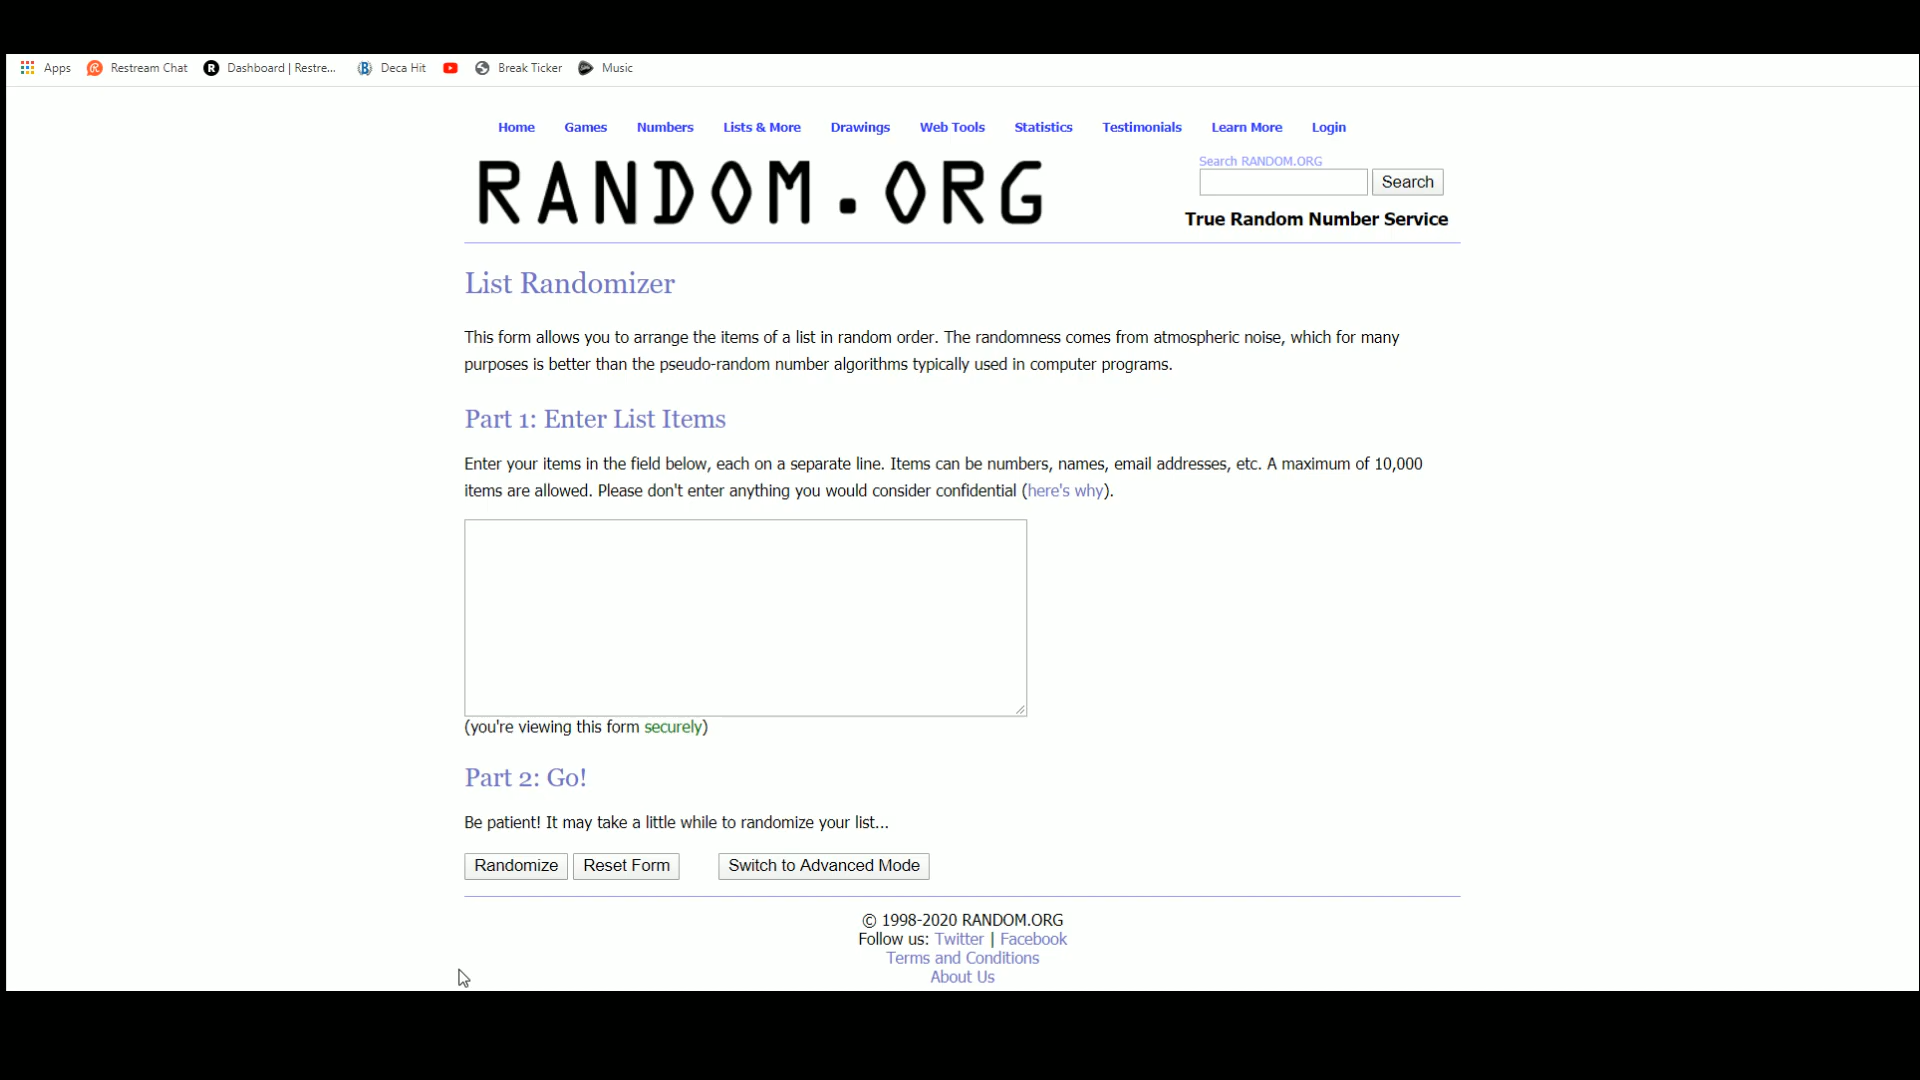 Apps Restream Chat Dashboard | Restre... Deca Hit Break Ticker Music
Home Games Numbers Lists & More Drawings Web Tools Statistics Testimonials Learn More Login
RANDOM.ORG
Search RANDOM.ORG
Search
True Random Number Service
List Randomizer
This form allows you to arrange the items of a list in random order. The randomness comes from atmospheric noise, which for many
purposes is better than the pseudo-random number algorithms typically used in computer programs.
Part 1: Enter List Items
Enter your items in the field below, each on a separate line. Items can be numbers, names, email addresses, etc. A maximum of 10,000
items are allowed. Please don't enter anything you would consider confidential (here's why).
(you're viewing this form securely)
Part 2: Go!
Be patient! It may take a little while to randomize your list...
Randomize Reset Form Switch to Advanced Mode
© 1998-2020 RANDOM.ORG
Follow us: Twitter | Facebook
Terms and Conditions
About Us